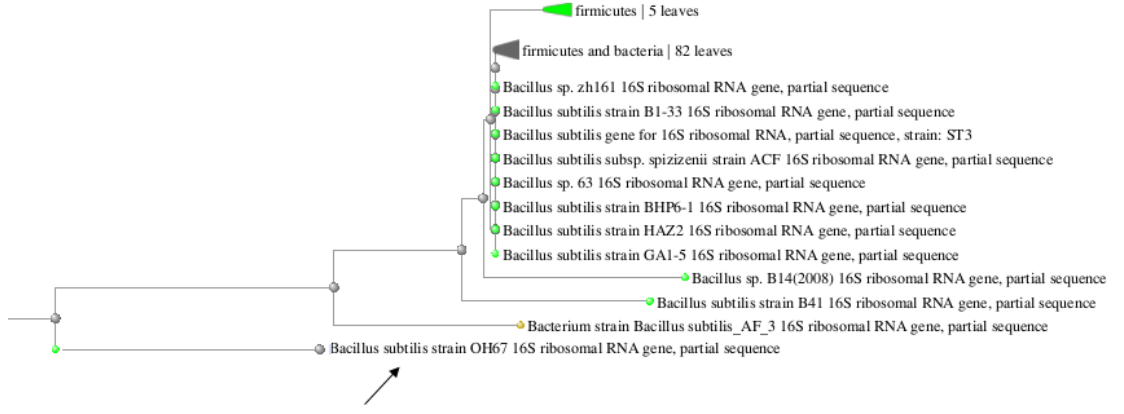 firmicutes | 5 leaves
firmicutes and bacteria | 82 leaves
Bacillus sp. zh161 16S ribosomal RNA gene, partial sequence
Bacillus subtilis strain B1-33 16S ribosomal RNA gene, partial sequence
Bacillus subtilis gene for 16S ribosomal RNA, partial sequence, strain: ST3
Bacillus subtilis subsp. spizizenii strain ACF 16S ribosomal RNA gene, partial sequence
Bacillus sp. 63 16S ribosomal RNA gene, partial sequence
Bacillus subtilis strain BHP6-1 16S ribosomal RNA gene, partial sequence
Bacillus subtilis strain HAZ2 16S ribosomal RNA gene, partial sequence
Bacillus subtilis strain GA1-5 16S ribosomal RNA gene, partial sequence
Bacillus sp. B14(2008) 16S ribosomal RNA gene, partial sequence
Bacillus subtilis strain B41 16S ribosomal RNA gene, partial sequence
Bacterium strain Bacillus subtilis_AF_3 16S ribosomal RNA gene, partial sequence
Bacillus subtilis strain OH67 16S ribosomal RNA gene, partial sequence